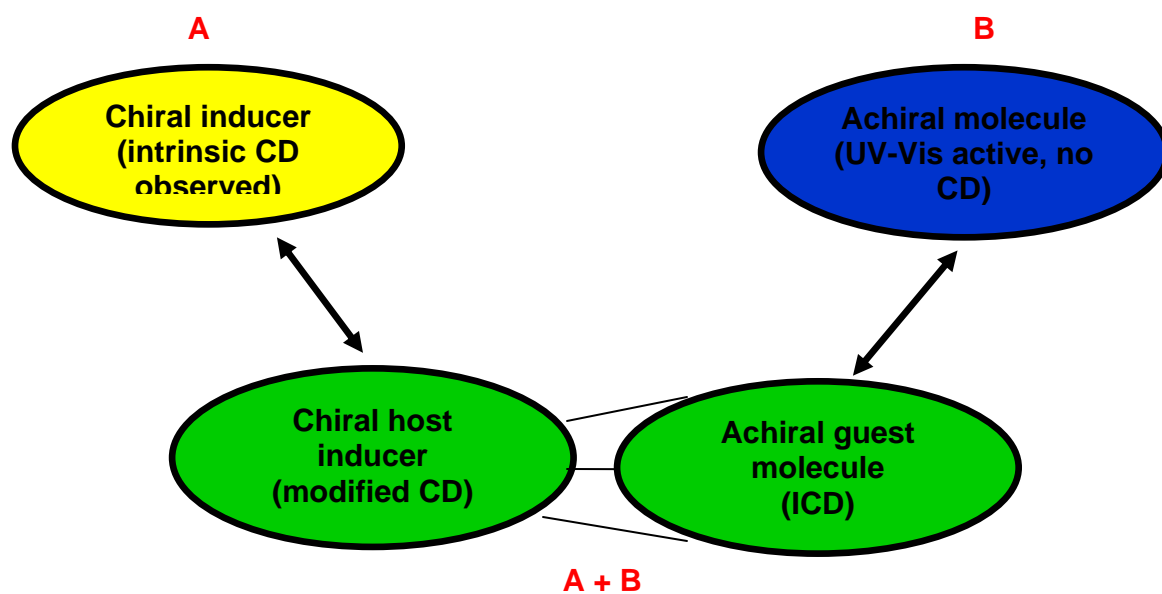 A
B
Chiral inducer
(intrinsic CD
observed)
Achiral molecule
(UV-Vis active, no
CD)
Chiral host
inducer
(modified CD)
Achiral guest
molecule
(ICD)
A + B